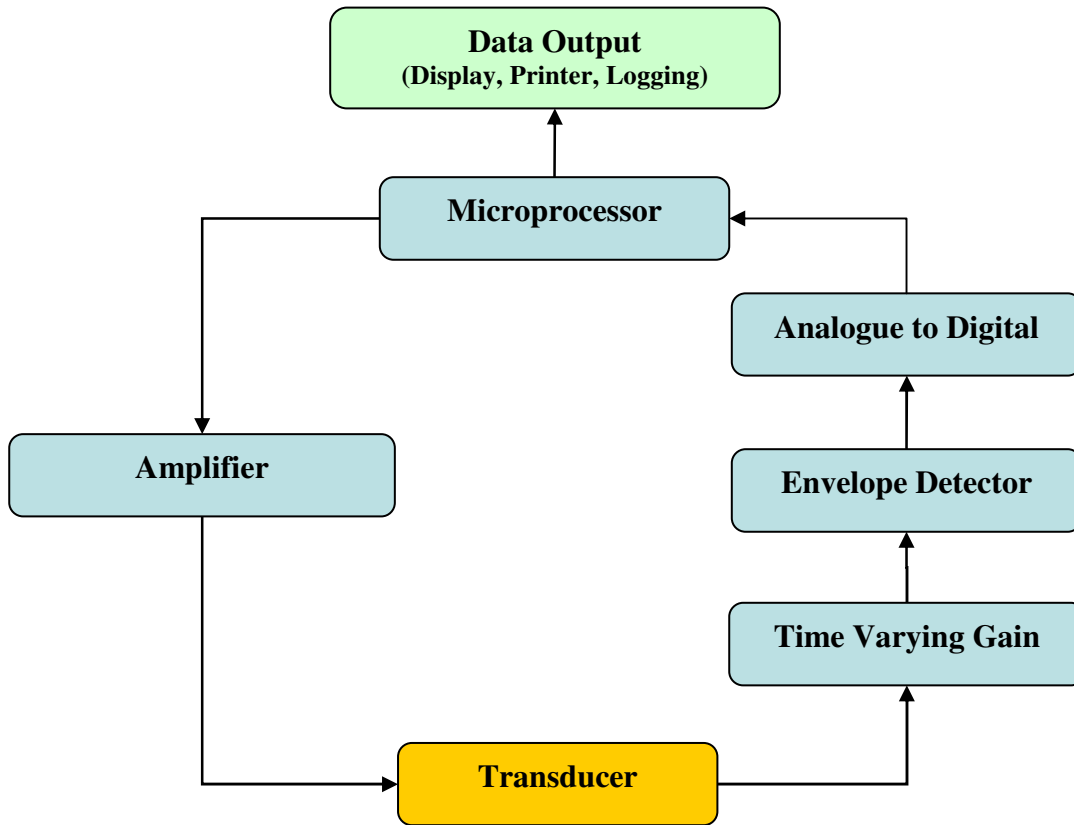 Data Output
(Display, Printer, Logging)
Microprocessor
Analogue to Digital
Amplifier
Envelope Detector
Time Varying Gain
Transducer